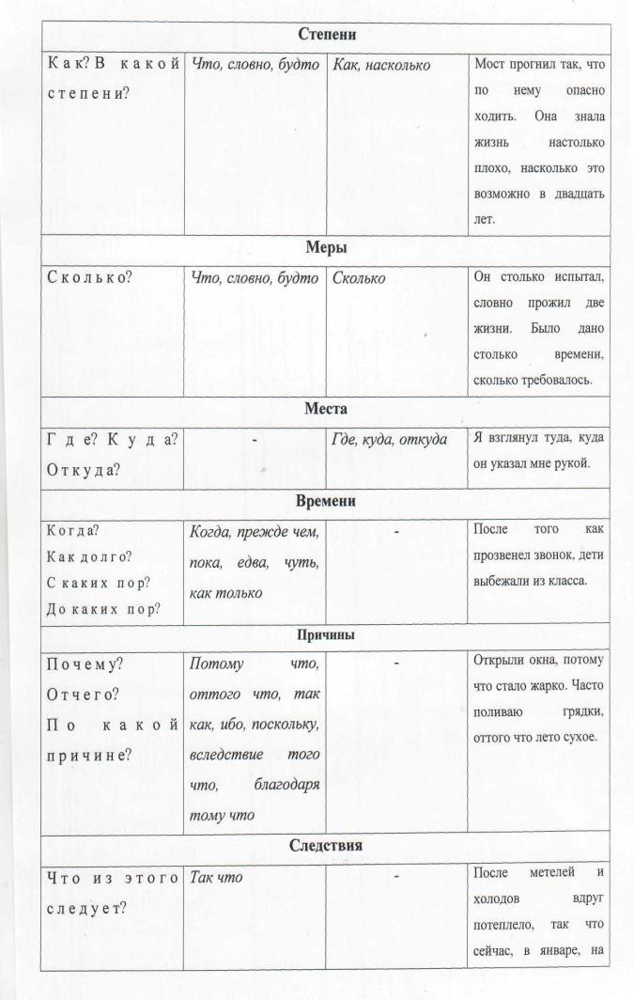 Степени
Как? В какой
степени?
Что, словно, будто
Как, насколько
Мост прогнил так, что
по нему опасно
ходить. Она знала
жизнь настолько
плохо, насколько это
возможно в двадцать
лет.
Меры
Сколько?
Что, словно, будто
Сколько
Он столько испытал,
словно прожил две
жизни. Было дано
столько времени,
сколько требовалось.
Места
Где? Куда?
Откуда?
-
Где, куда, откуда
Я взглянул туда, куда
он указал мне рукой.
Времени
Когда?
Как долго?
С каких пор?
До каких пор?
Когда, прежде чем,
пока, едва, чуть,
как только
-
После того как
прозвенел звонок, дети
выбежали из класса.
Причины
Почему?
Отчего?
По какой
причине?
Потому что,
оттого что, так
как, ибо, поскольку,
вследствие того
что, благодаря
тому что
-
Открыли окна, потому
что стало жарко. Часто
поливаю грядки,
оттого что лето сухое.
Следствия
Что из этого
следует?
Так что
-
После метелей и
холодов вдруг
потеплело, так что
сейчас, в январе, на